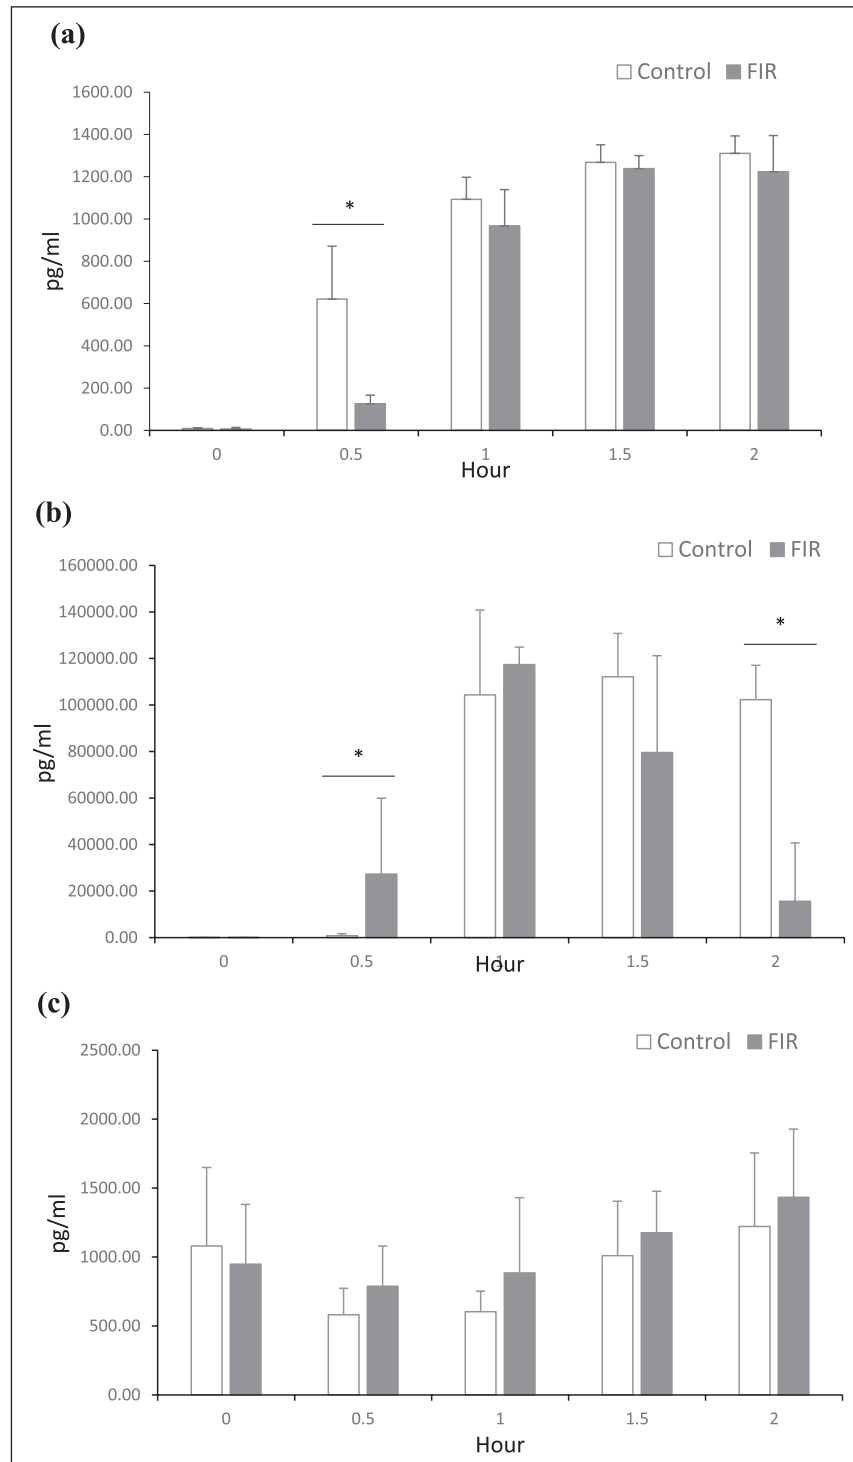 (a)
Control FIR
1600.00
1400.00
1200.00
1000.00
800.00
600.00
400.00
200.00
0.00
pg/ml
*
0 0.5 1 1.5 2
Hour
(b)
Control FIR
160000.00
140000.00
120000.00
100000.00
80000.00
60000.00
40000.00
20000.00
0.00
pg/ml
*
*
0 0.5 1 1.5 2
Hour
(c)
Control FIR
2500.00
2000.00
1500.00
1000.00
500.00
0.00
pg/ml
0 0.5 1 1.5 2
Hour